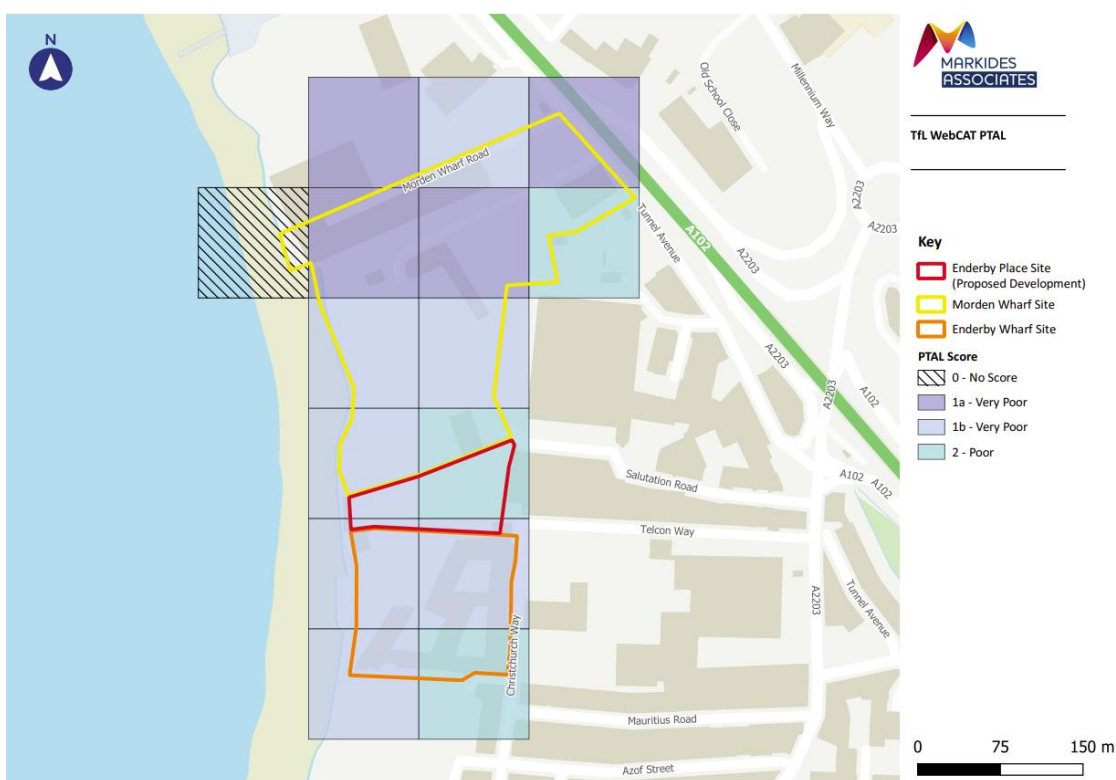 N
Morden Wharf Road
Old School Close
Millennium Way
A2203
A2203
A102
Tunnel Avenue
A2203
A2203
A2203
A102
Salutation Road
A102
A102
Telcon Way
A2203
Tunnel Avenue
Christchurch Way
Mauritius Road
Azof Street
MARKIDES
ASSOCIATES
TfL WebCAT PTAL
Key
Enderby Place Site
(Proposed Development)
Morden Wharf Site
Enderby Wharf Site
PTAL Score
0 - No Score
1a - Very Poor
1b - Very Poor
2 - Poor
0 75 150 m